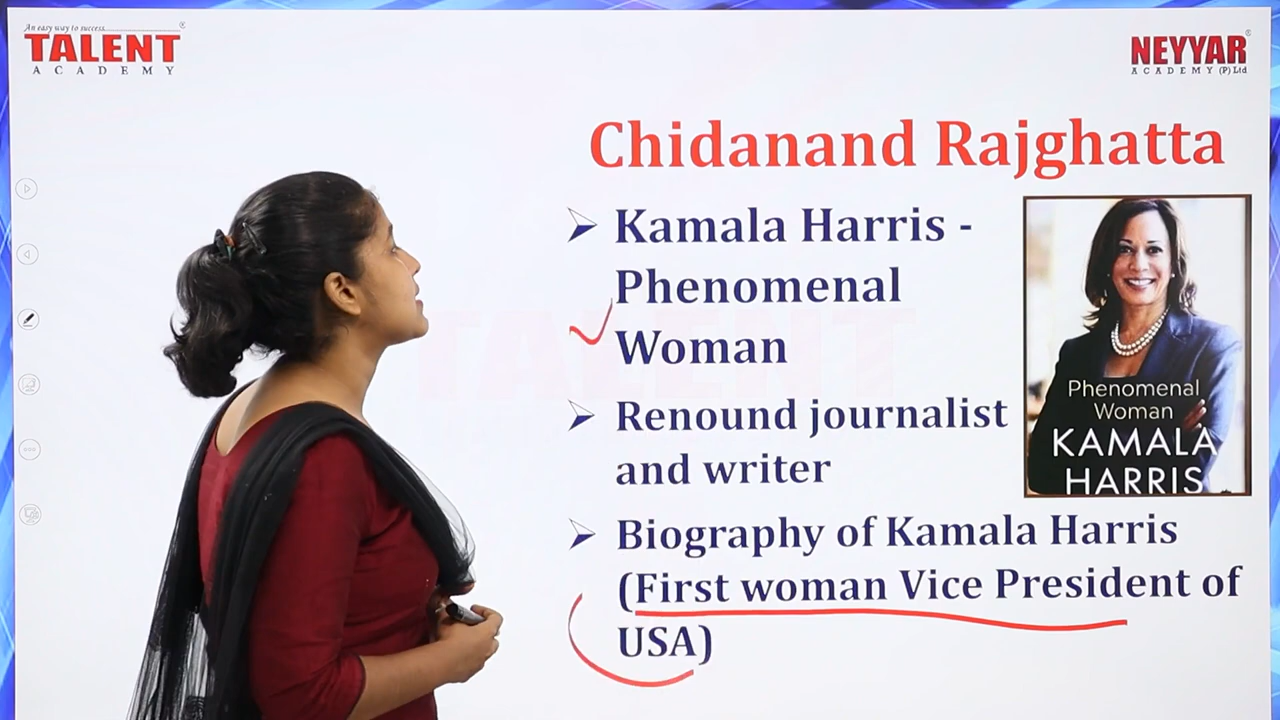 An easy way to success
TALENT
ACADEMY
NEYYAR
ACADEMY (P) Ltd
Chidanand Rajghatta
Kamala Harris -
Phenomenal
Woman
Renound journalist
and writer
Biography of Kamala Harris
(First woman Vice President of
USA)
Phenomenal
Woman
KAMALA
HARRIS
TALENT